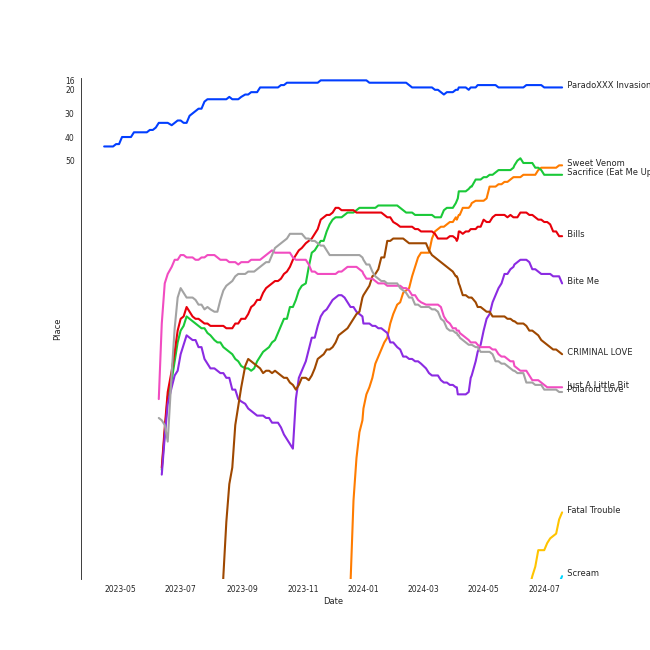 16
20
30
40
50
Place
ParadoXXX Invasion
Sweet Venom
Sacrifice (Eat Me Up
Bills
Bite Me
CRIMINAL LOVE
Just A Little Bit
Polaroid Love
Fatal Trouble
Scream
2023-05 2023-07 2023-09 2023-11 2024-01 2024-03 2024-05 2024-07
Date